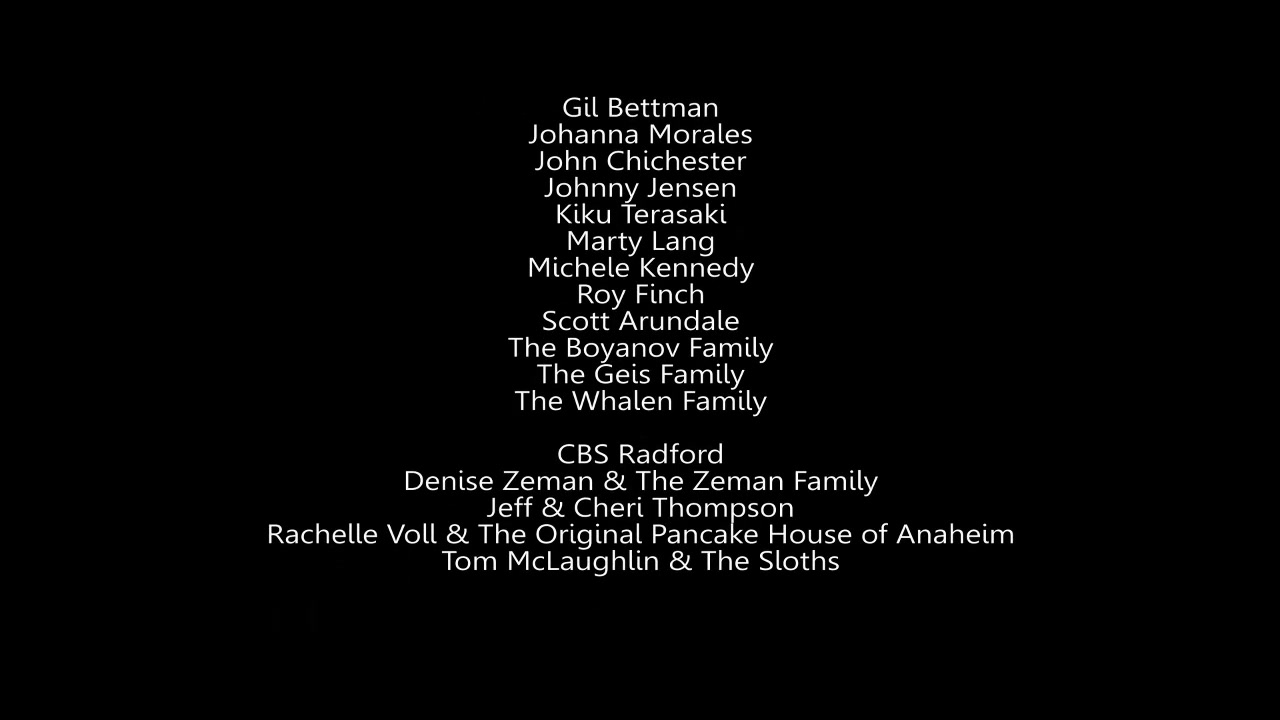 Gil Bettman
Johanna Morales
John Chichester
Johnny Jensen
Kiku Terasaki
Marty Lang
Michele Kennedy
Roy Finch
Scott Arundale
The Boyanov Family
The Geis Family
The Whalen Family
CBS Radford
Denise Zeman & The Zeman Family
Jeff & Cheri Thompson
Rachelle Voll & The Original Pancake House of Anaheim
Tom McLaughlin & The Sloths